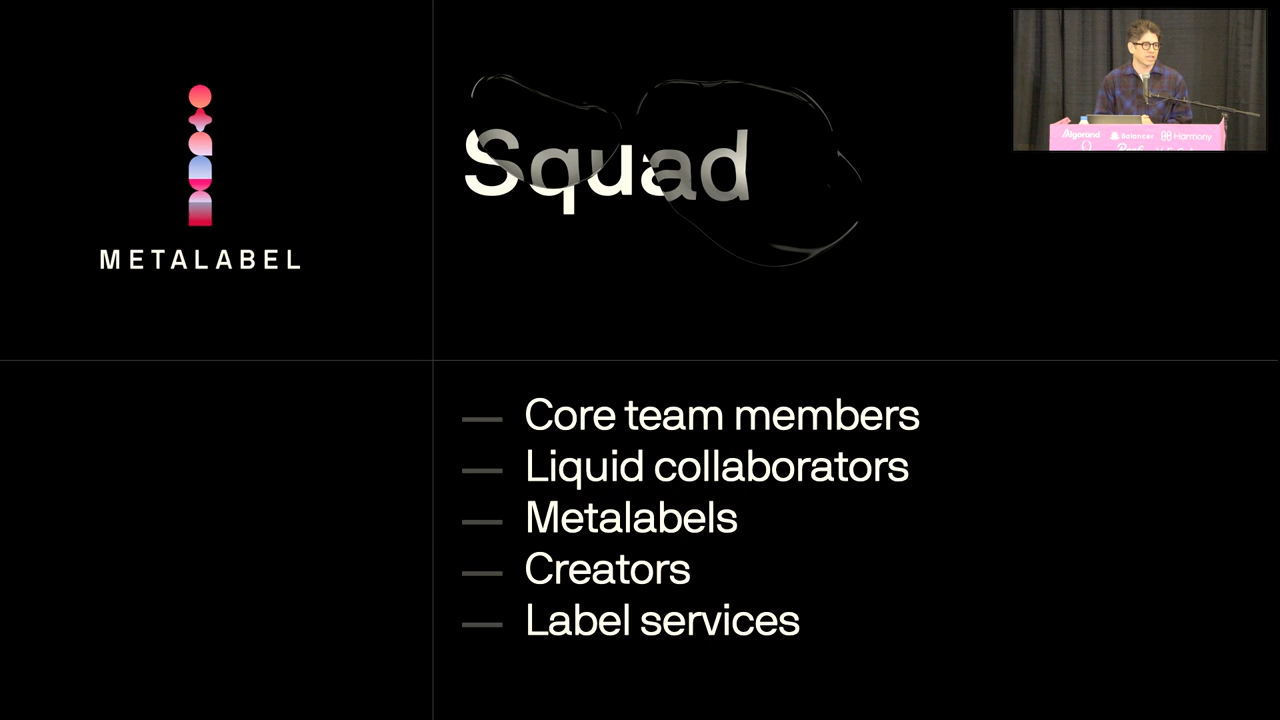 METALABEL
Squad
Core team members
Liquid collaborators
Metalabels
Creators
Label services
Algorand
Balancer
Harmony